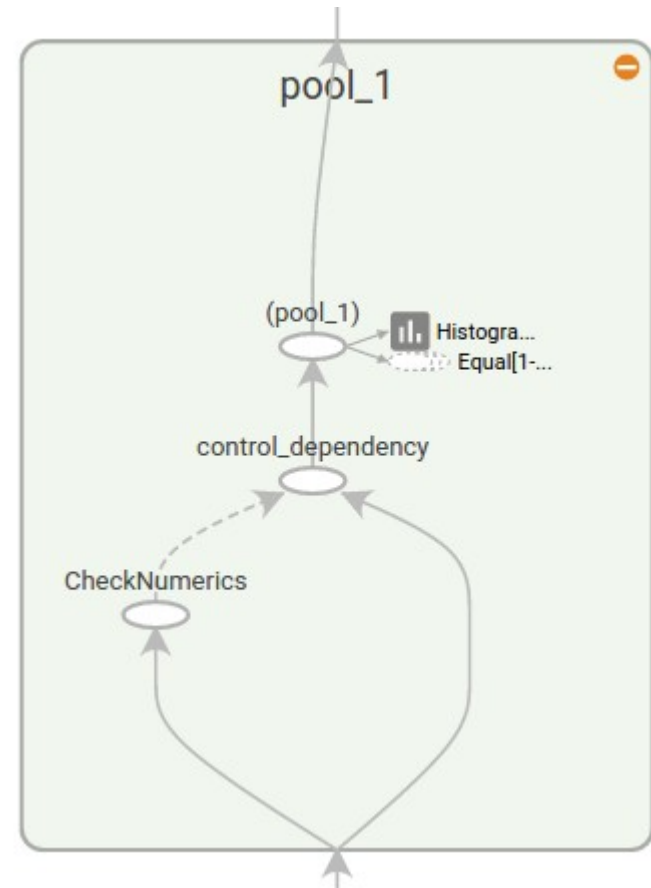 pool_1
(pool_1)
Histogra...
Equal[1-...
control_dependency
CheckNumerics